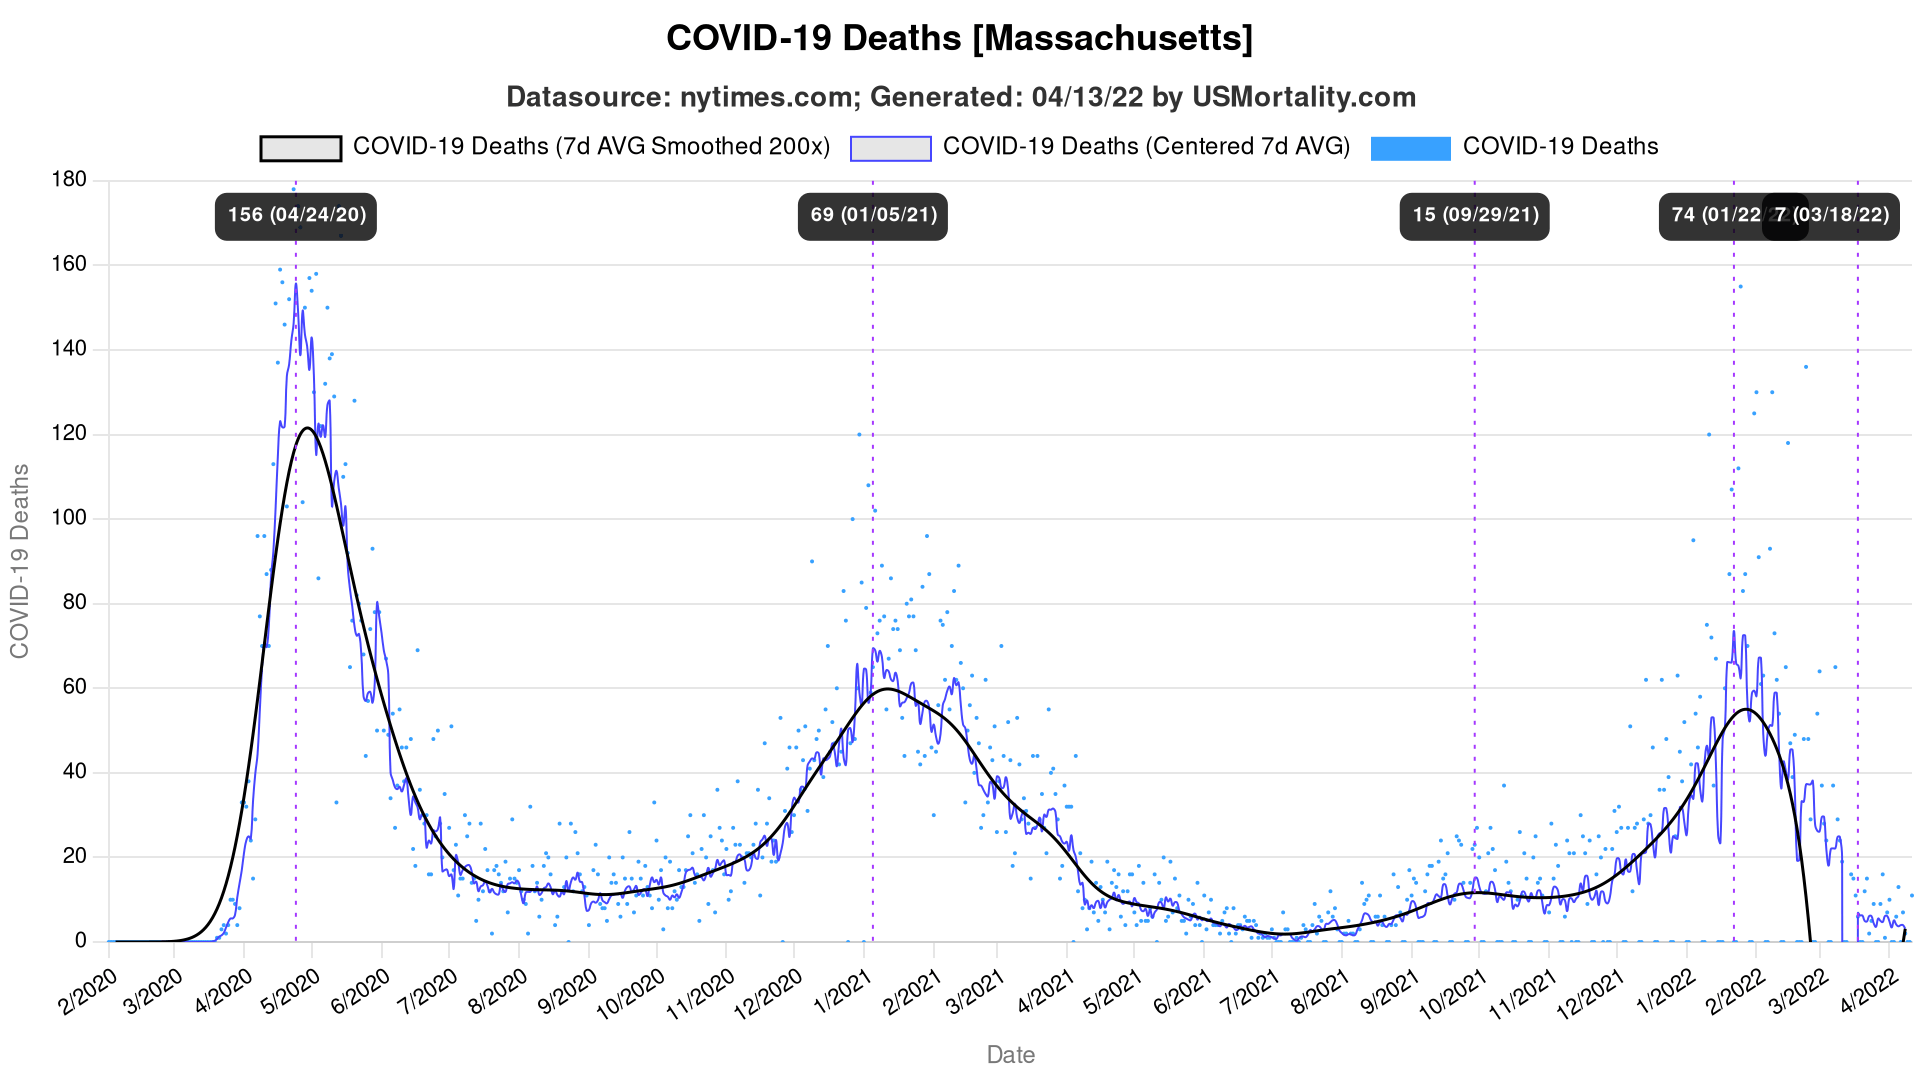 COVID-19 Deaths [Massachusetts]
Datasource: nytimes.com; Generated: 04/13/22 by USMortality.com
COVID-19 Deaths (7d AVG Smoothed 200x) COVID-19 Deaths (Centered 7d AVG) COVID-19 Deaths
156 (04/24/20) 69 (01/05/21) 15 (09/29/21) 74 (01/22/22) 7 (03/18/22)
180
160
140
120
100
80
60
40
20
0
COVID-19 Deaths
2/2020 3/2020 4/2020 5/2020 6/2020 7/2020 8/2020 9/2020 10/2020 11/2020 12/2020 1/2021 2/2021 3/2021 4/2021 5/2021 6/2021 7/2021 8/2021 9/2021 10/2021 11/2021 12/2021 1/2022 2/2022 3/2022 4/2022
Date